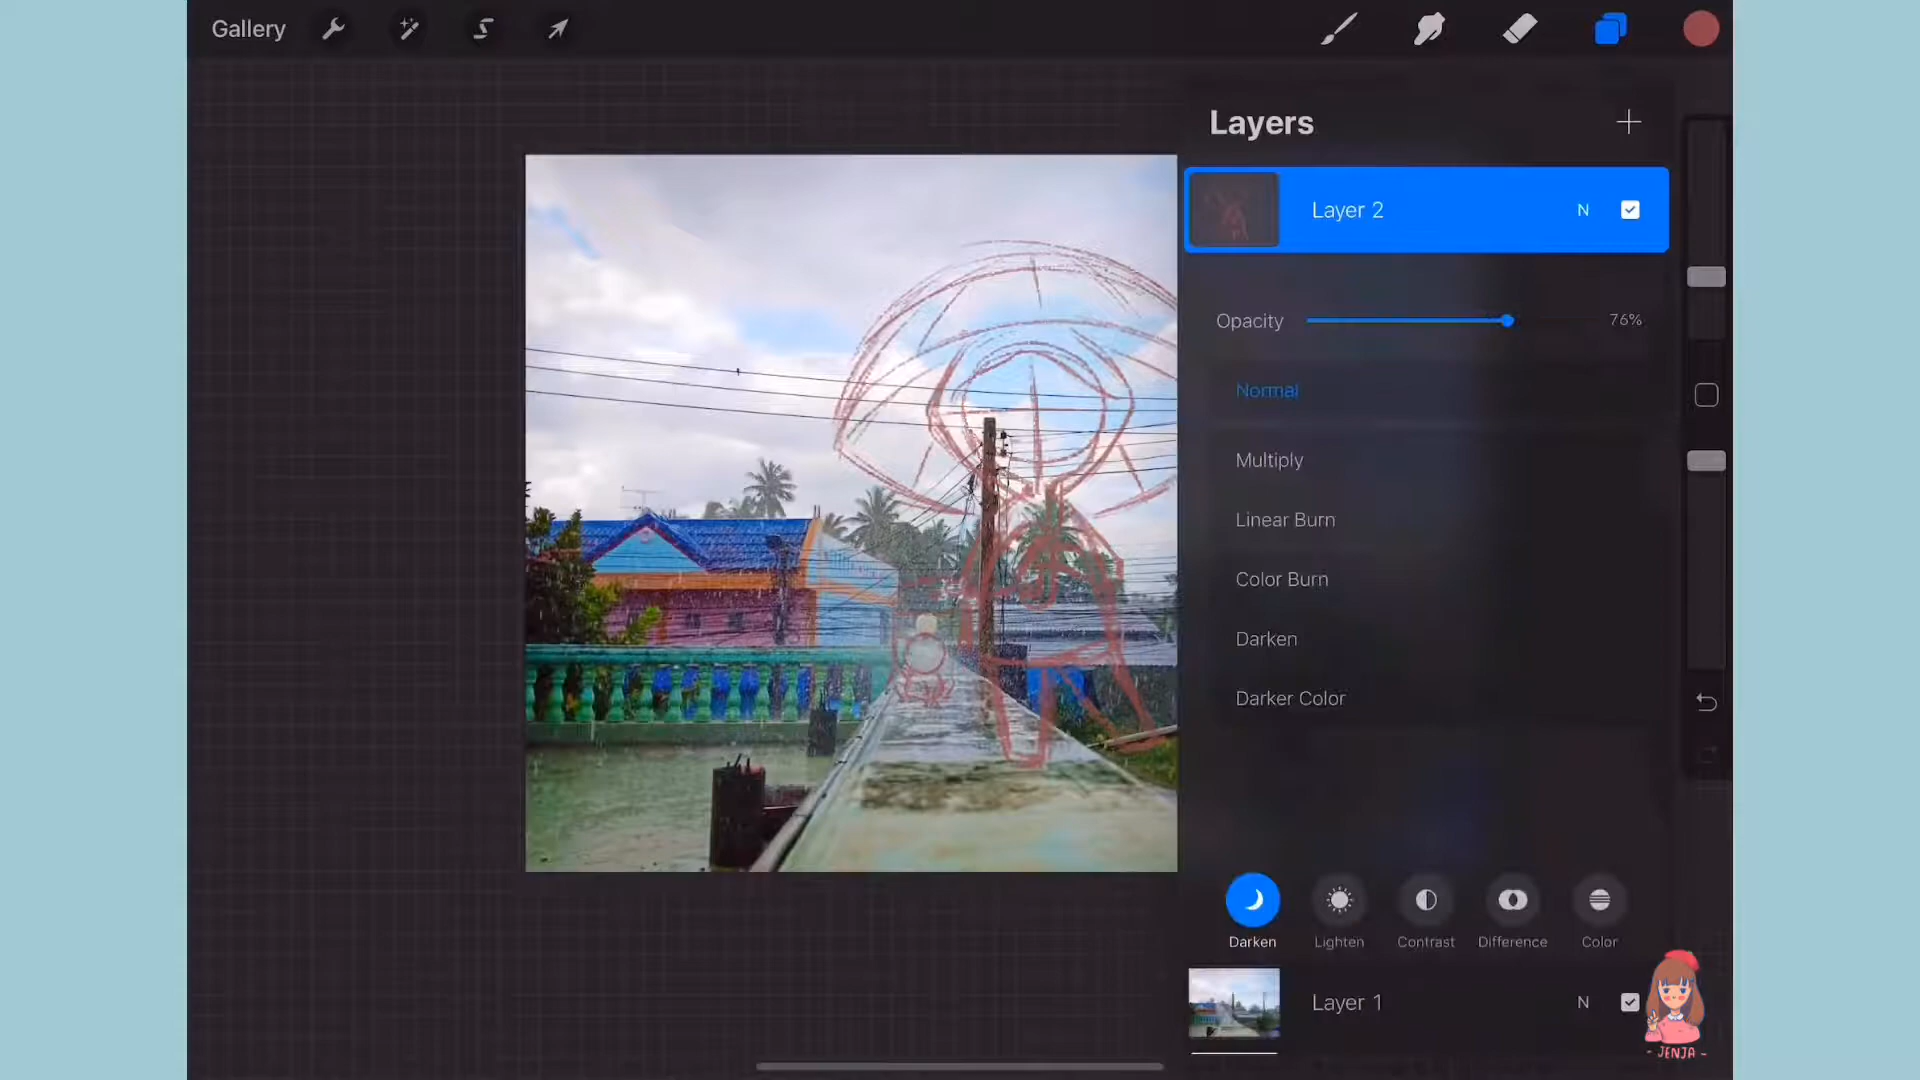 Gallery
Layers
Layer 2 N
Opacity 76%
Normal
Multiply
Linear Burn
Color Burn
Darken
Darker Color
Darken Lighten Contrast Difference Color
Layer 1 N
- JENJA -